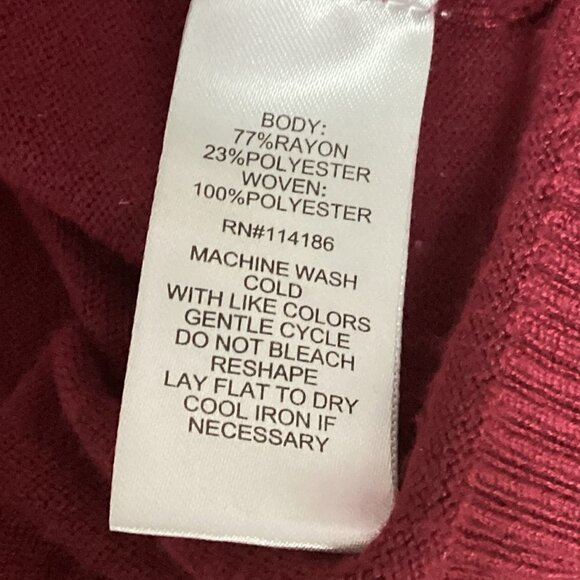 BODY:
77%RAYON
23%POLYESTER
WOVEN:
100%POLYESTER
RN#114186
MACHINE WASH
COLD
WITH LIKE COLORS
GENTLE CYCLE
DO NOT BLEACH
RESHAPE
LAY FLAT TO DRY
COOL IRON IF
NECESSARY